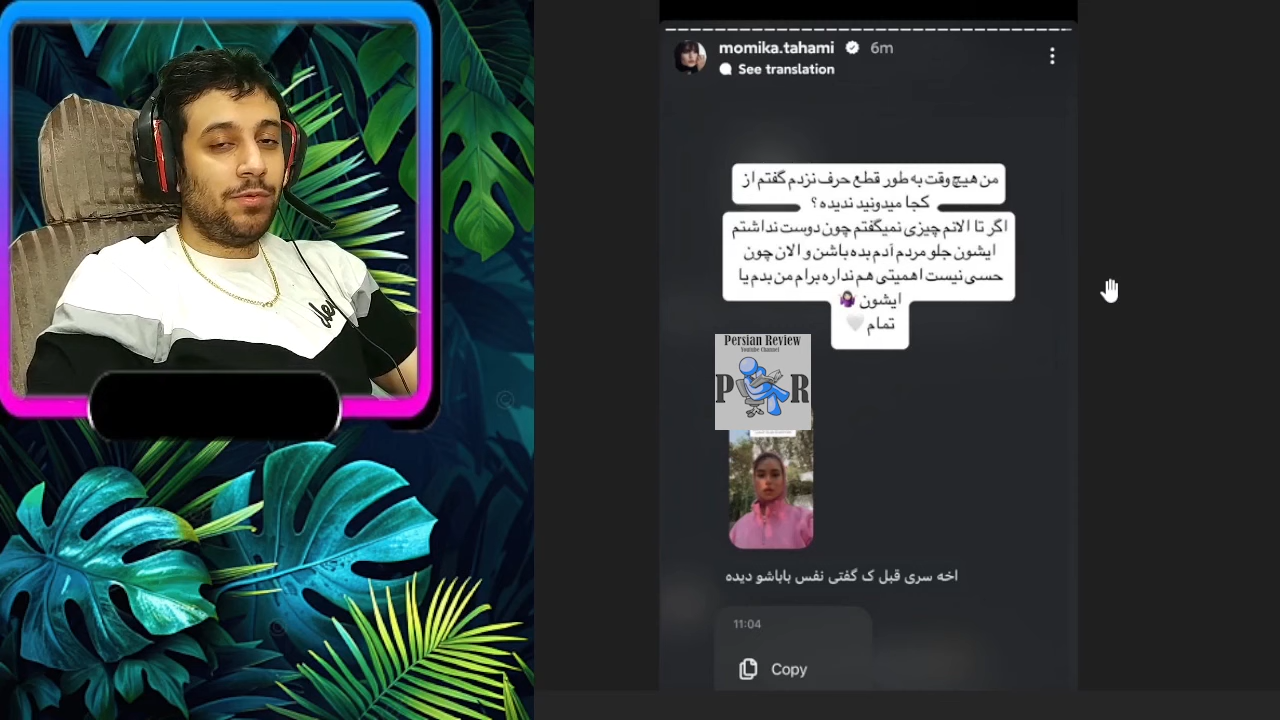 momika.tahami 6m
See translation
من هیچ وقت به طور قطع حرف نزدم گفتم از
کجا میدونید ندیده ؟
اگر تا الانم چیزی نمیگفتم چون دوست نداشتم
ایشون جلو مردم آدم بده باشن و الان چون
حسی نیست اهمیتی هم نداره برام من بدم یا
ایشون 🤷🏻‍♀️
تمام 🤍
Persian Review
Youtube Channel
P R
اخه سری قبل ک گفتی نفس باباشو دیده
11:04
Copy